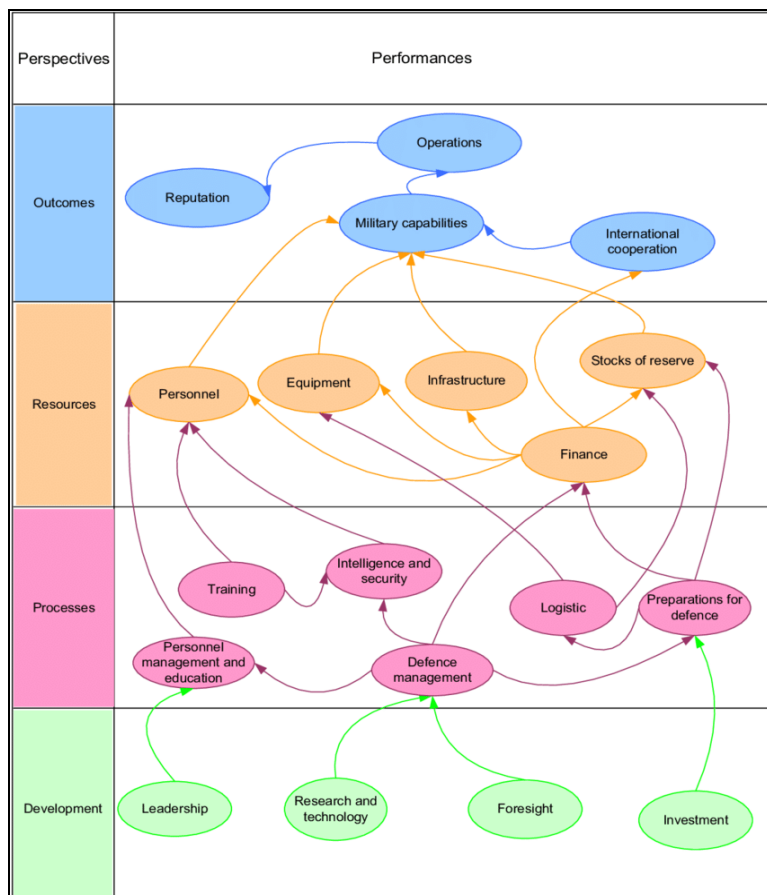 Perspectives
Performances
Outcomes
Operations
Reputation
Military capabilities
International
cooperation
Resources
Personnel
Equipment
Infrastructure
Stocks of reserve
Finance
Processes
Training
Intelligence and
security
Logistic
Preparations for
defence
Personnel
management and
education
Defence
management
Development
Leadership
Research and
technology
Foresight
Investment